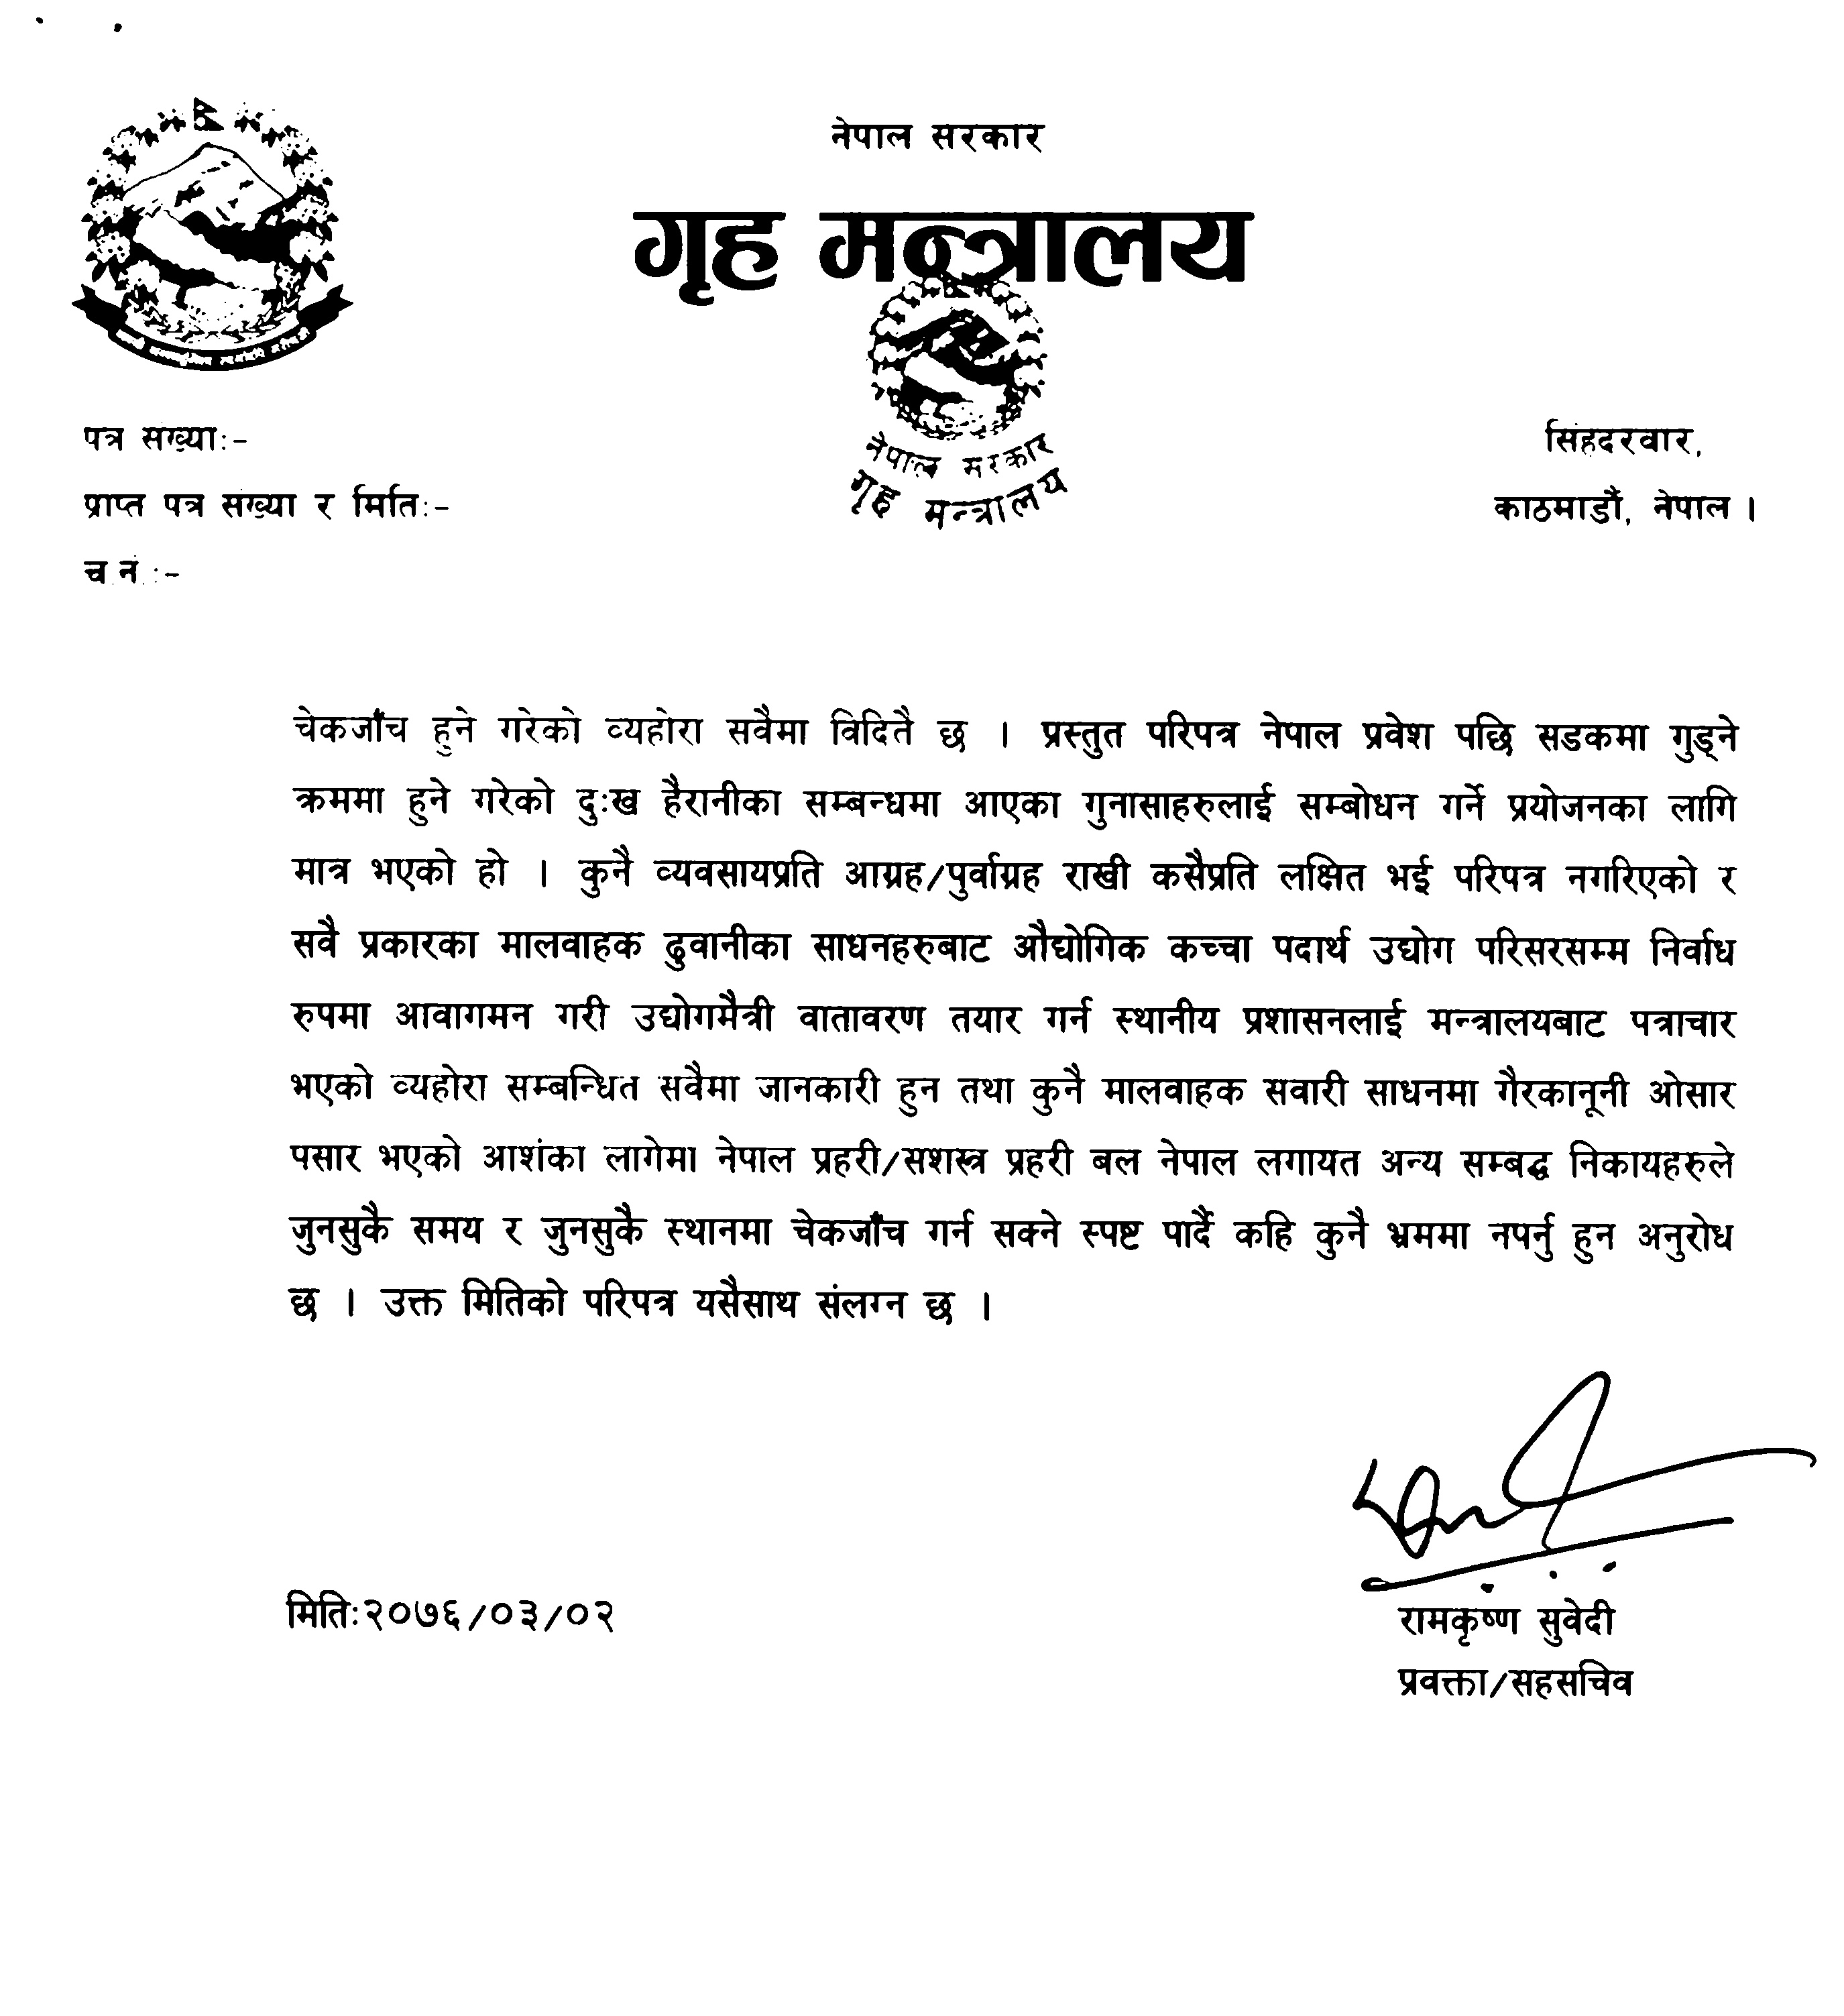 नेपाल सरकार
गृह मन्त्रालय
नेपाल सरकार
गृह मन्त्रालय
पत्र संख्याः-
प्राप्त पत्र संख्या र मितिः-
च.नं.:-
सिंहदरवार,
काठमाडौं, नेपाल ।
चेकजाँच हुने गरेको व्यहोरा सवैमा विदितै छ । प्रस्तुत परिपत्र नेपाल प्रवेश पछि सडकमा गुड्ने
क्रममा हुने गरेको दुःख हैरानीका सम्बन्धमा आएका गुनासाहरुलाई सम्बोधन गर्ने प्रयोजनका लागि
मात्र भएको हो । कुनै व्यवसायप्रति आग्रह/पुर्वाग्रह राखी कसैप्रति लक्षित भई परिपत्र नगरिएको र
सवै प्रकारका मालवाहक ढुवानीका साधनहरुबाट औद्योगिक कच्चा पदार्थ उद्योग परिसरसम्म निर्वाध
रुपमा आवागमन गरी उद्योगमैत्री वातावरण तयार गर्न स्थानीय प्रशासनलाई मन्त्रालयबाट पत्राचार
भएको व्यहोरा सम्बन्धित सवैमा जानकारी हुन तथा कुनै मालवाहक सवारी साधनमा गैरकानूनी ओसार
पसार भएको आशंका लागेमा नेपाल प्रहरी/सशस्त्र प्रहरी बल नेपाल लगायत अन्य सम्बद्ध निकायहरुले
जुनसुकै समय र जुनसुकै स्थानमा चेकजाँच गर्न सक्ने स्पष्ट पार्दै कहि कुनै भ्रममा नपर्नु हुन अनुरोध
छ । उक्त मितिको परिपत्र यसैसाथ संलग्न छ ।
मितिः२०७६/०३/०२
रामकृष्ण सुवेदी
प्रवक्ता/सहसचिव